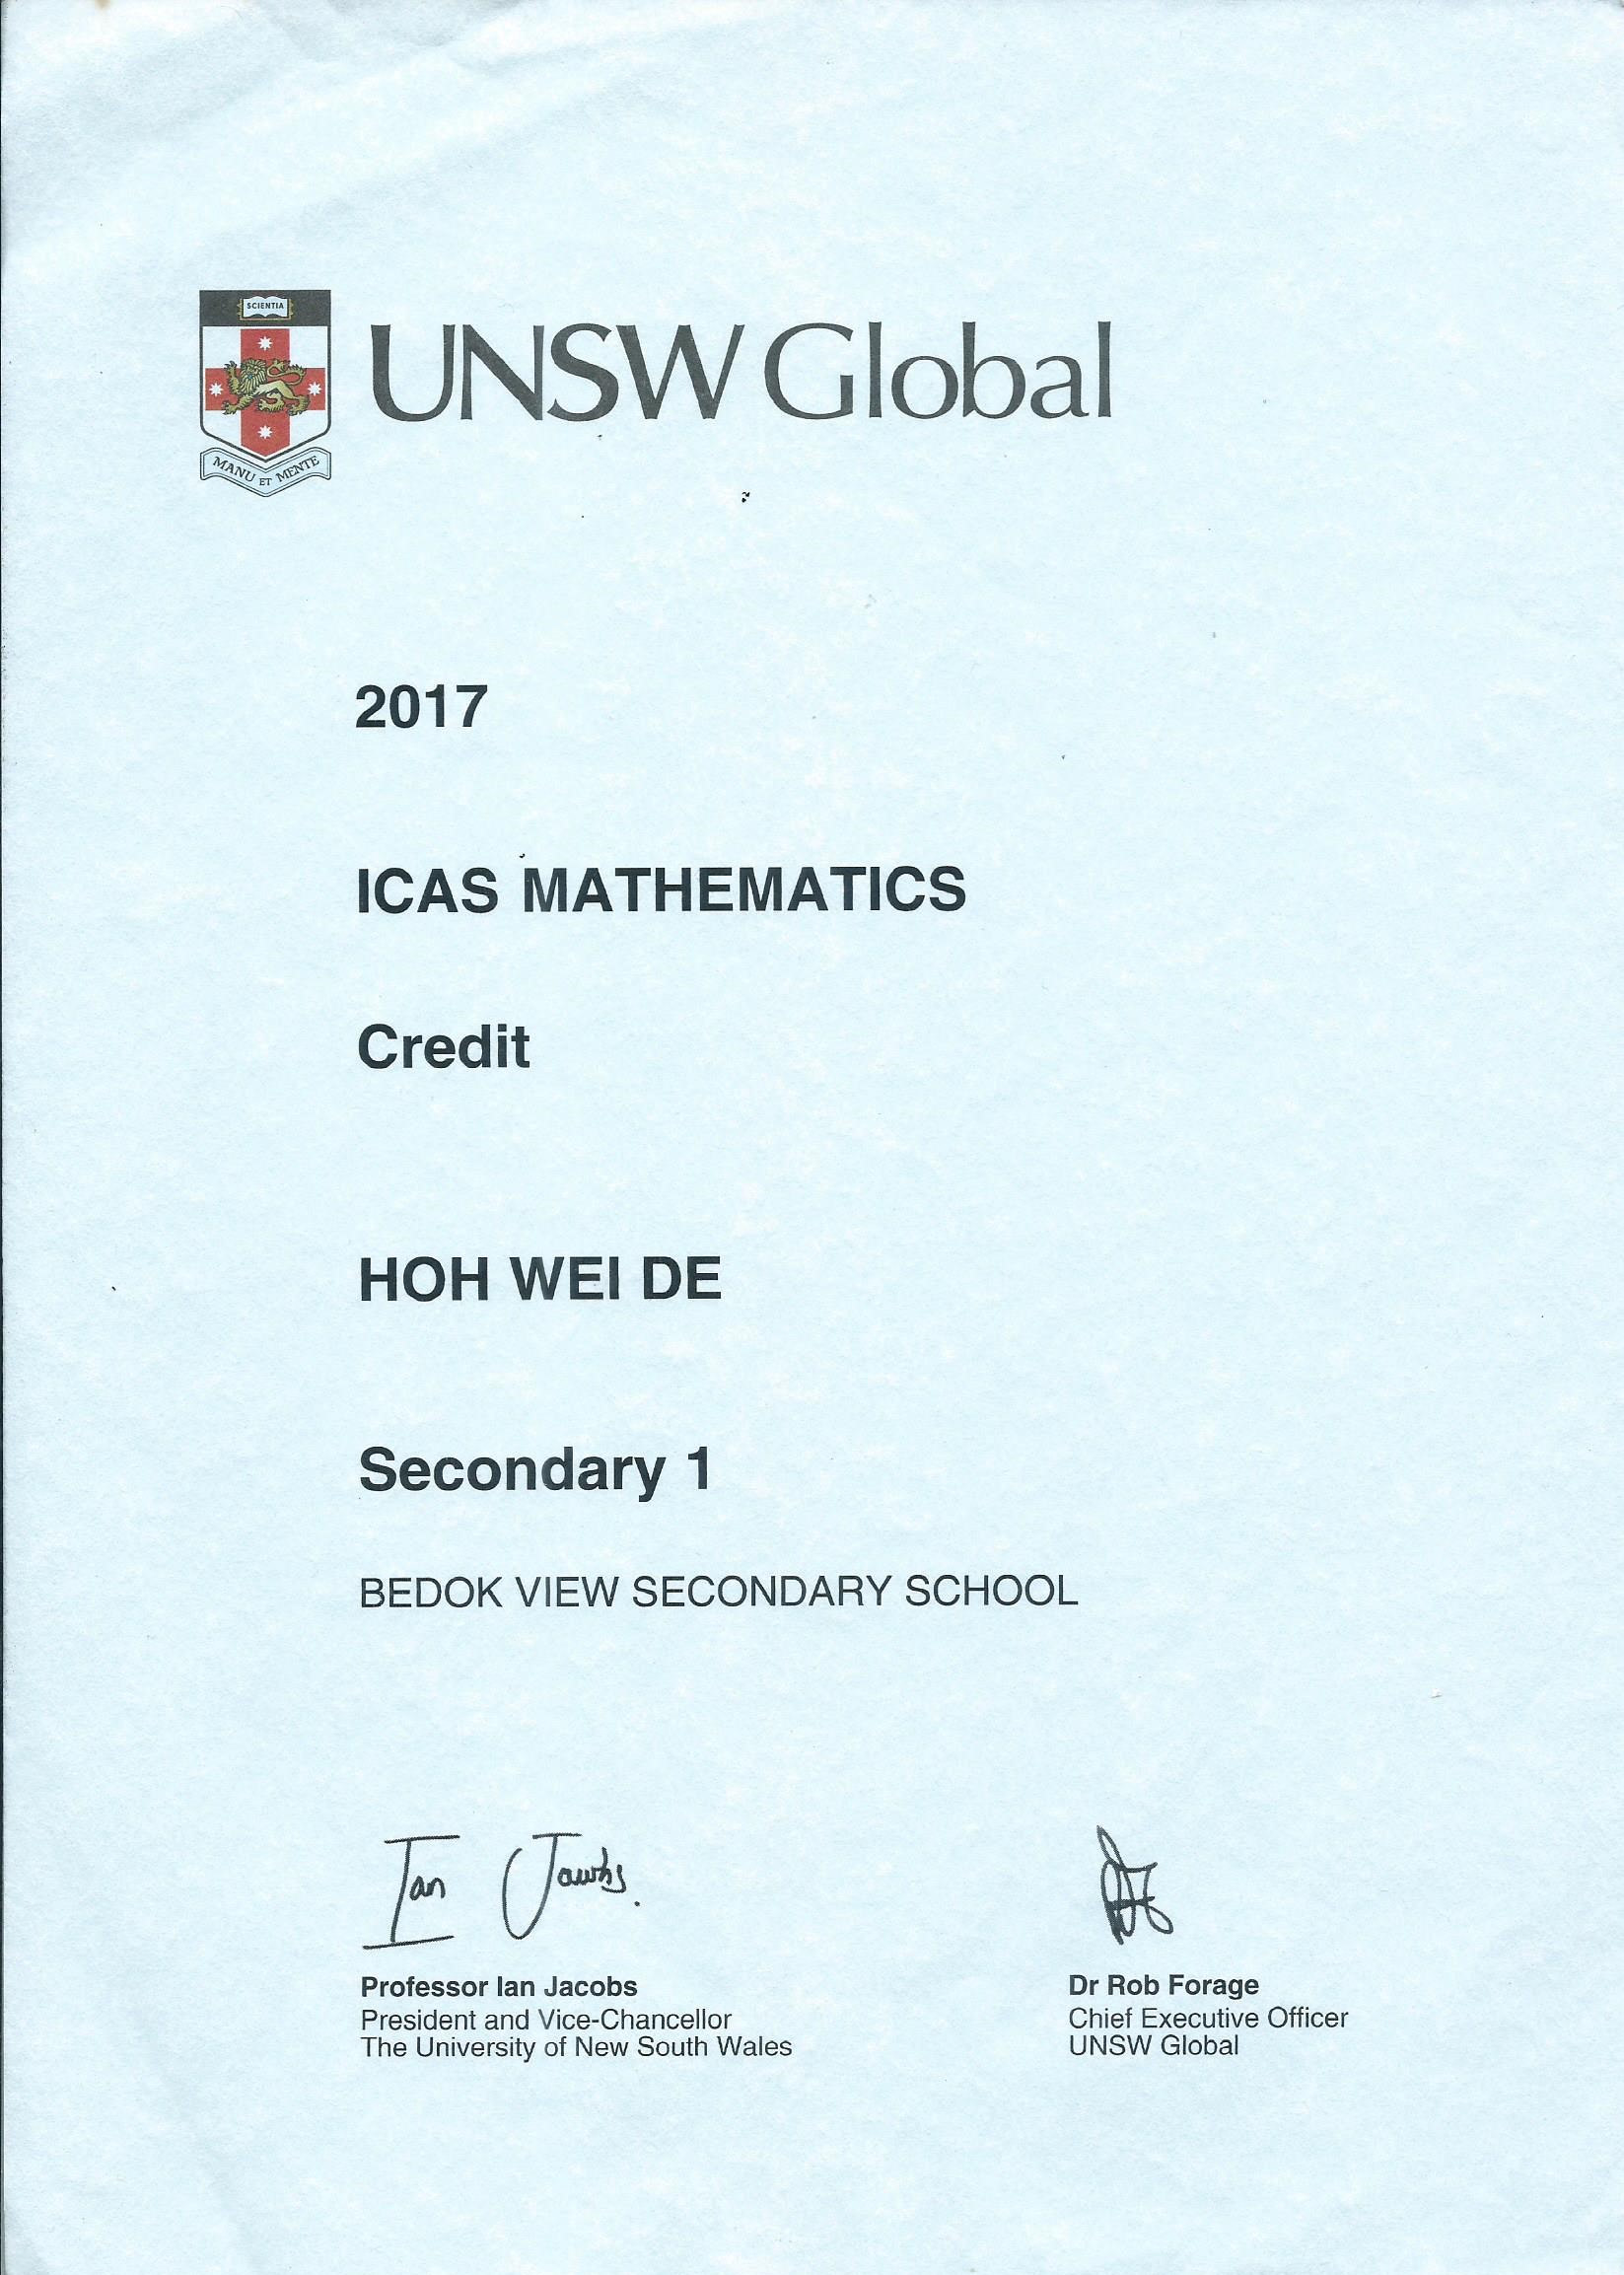 SCIENTIA
MANU ET MENTE
UNSW Global
2017
ICAS MATHEMATICS
Credit
HOH WEI DE
Secondary 1
BEDOK VIEW SECONDARY SCHOOL
Ian Jacobs
Professor Ian Jacobs
President and Vice-Chancellor
The University of New South Wales
Dr Rob Forage
Chief Executive Officer
UNSW Global